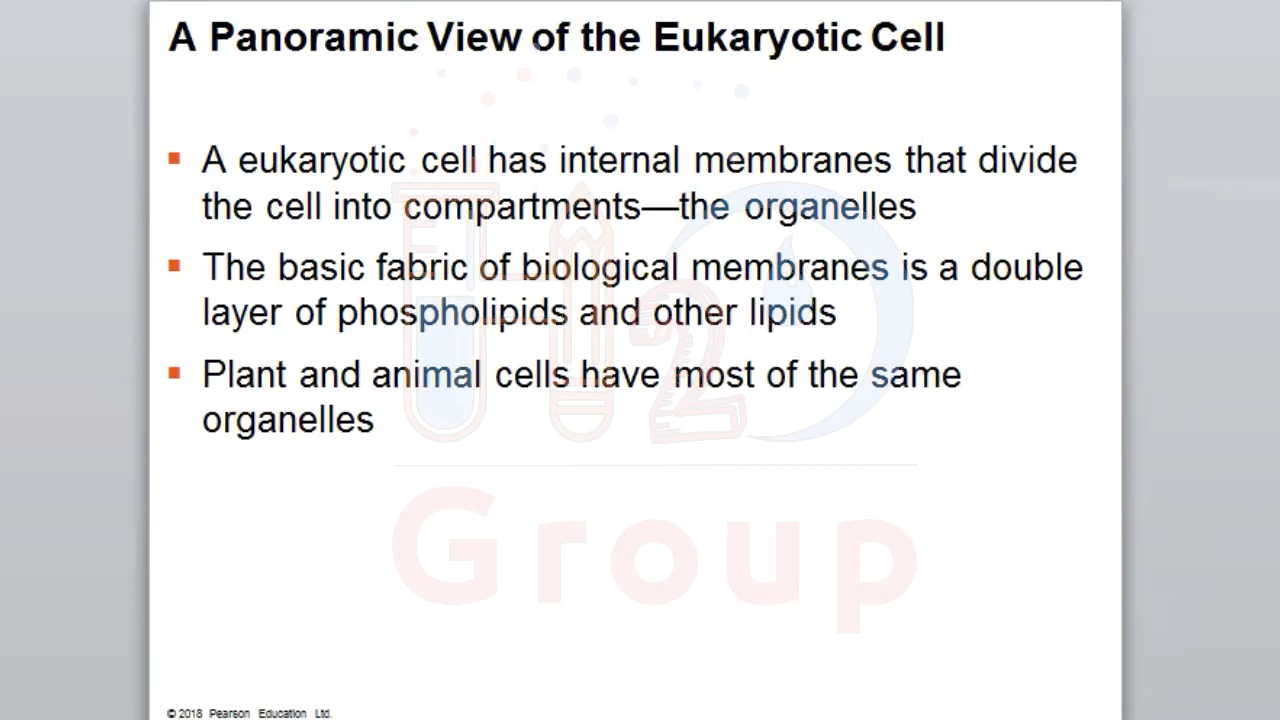 A Panoramic View of the Eukaryotic Cell
▪ A eukaryotic cell has internal membranes that divide
the cell into compartments—the organelles
▪ The basic fabric of biological membranes is a double
layer of phospholipids and other lipids
▪ Plant and animal cells have most of the same
organelles
H2O
Group
© 2018 Pearson Education Ltd.